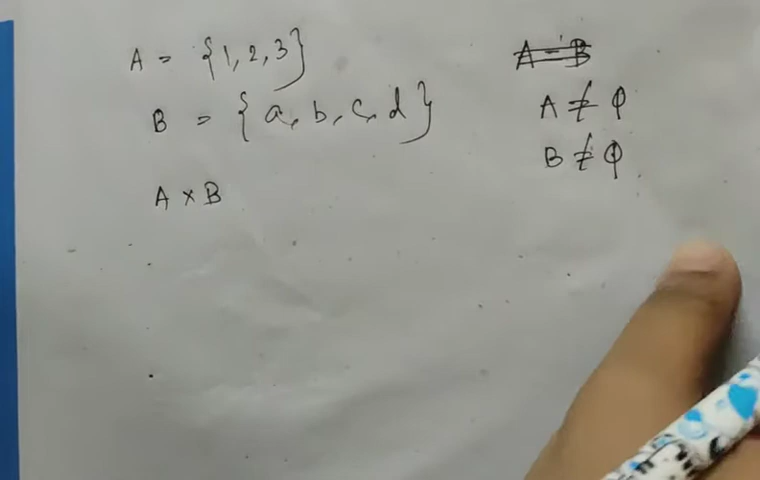 A = {1, 2, 3}
B = {a, b, c, d}
A × B
A = B
A ≠ φ
B ≠ φ